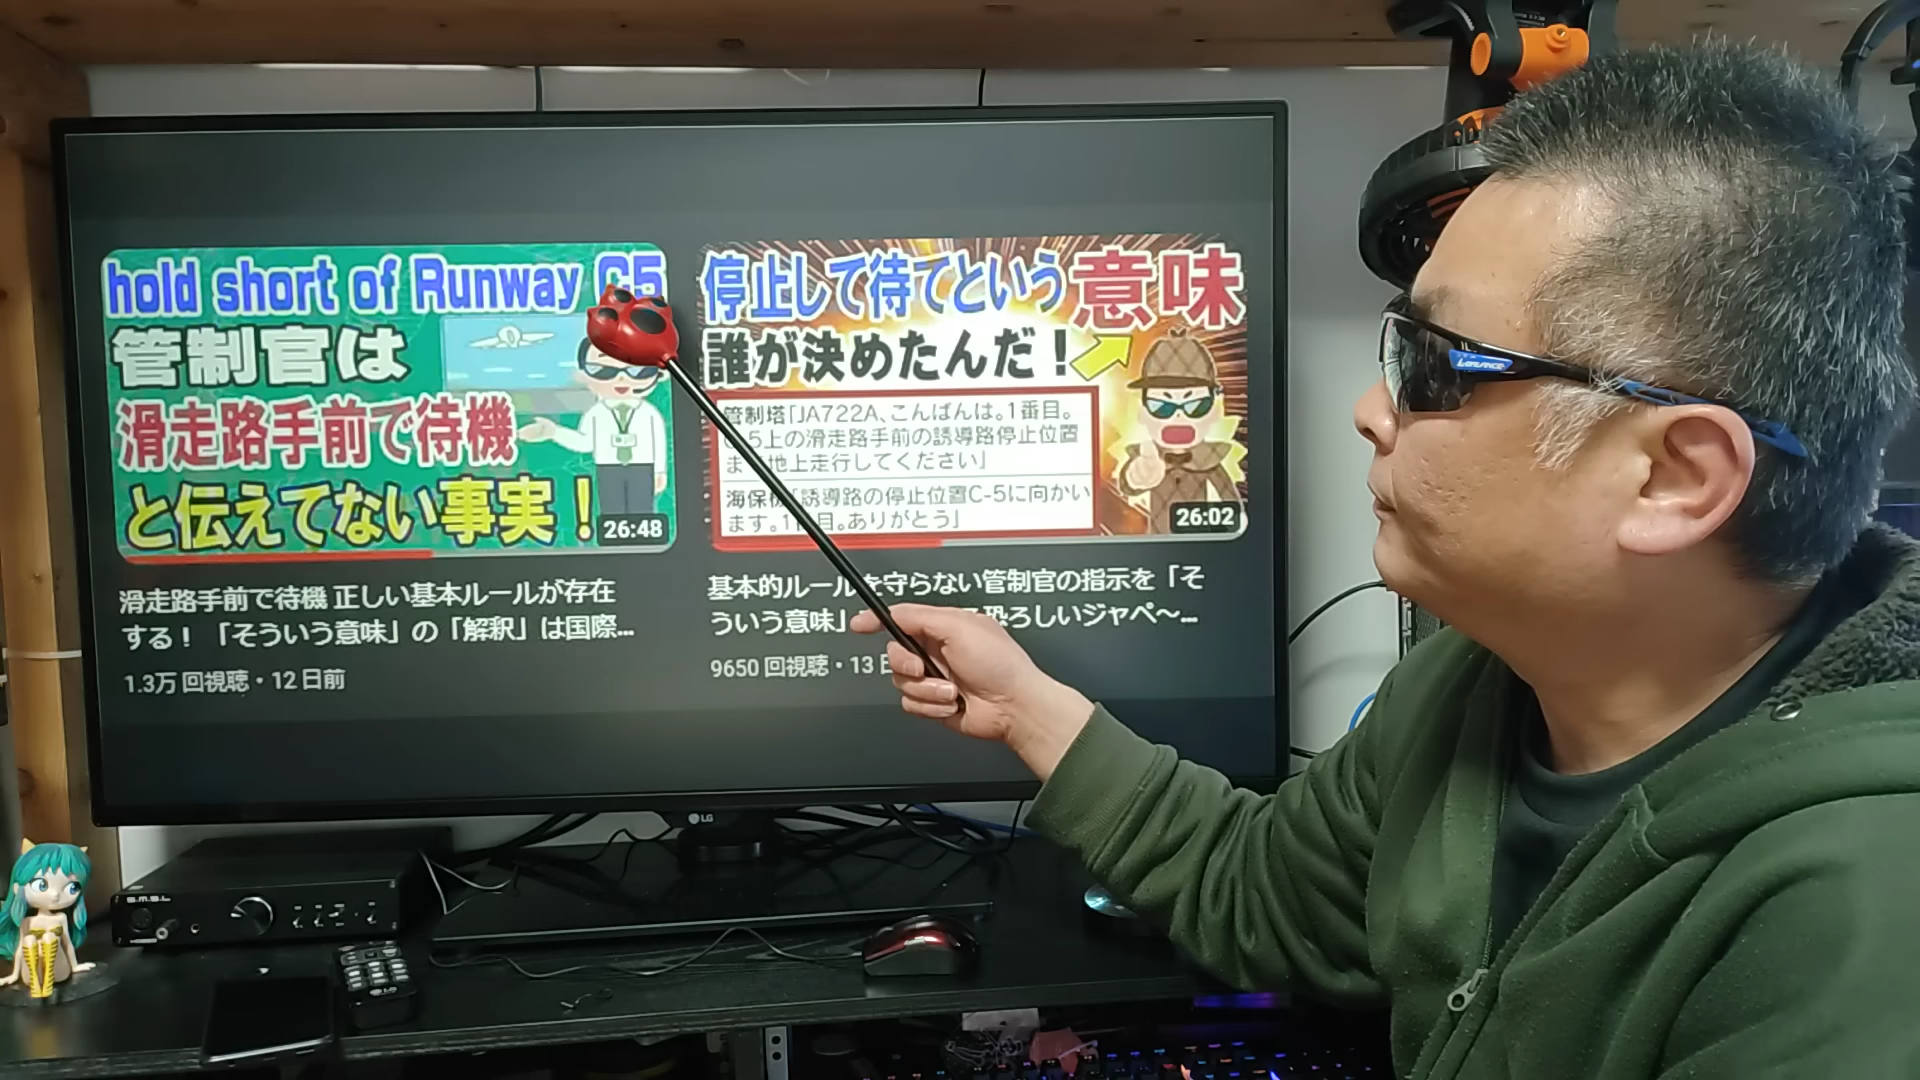 hold short of Runway C5
管制官は
滑走路手前で待機
と伝えてない事実！
26:48
滑走路手前で待機 正しい基本ルールが存在
する！「そういう意味」の「解釈」は国際...
1.3万 回視聴・12 日前
停止して待てという意味
誰が決めたんだ！
管制塔「JA722A、こんばんは。1番目。
5上の滑走路手前の誘導路停止位置
ま 地上走行してください」
海保 「誘導路の停止位置C-5に向かい
ます。1 目。ありがとう」
26:02
基本的ルールを守らない管制官の指示を「そ
ういう意味」 恐ろしいジャペ〜...
9650 回視聴・13
LG
S.M.S.L
LG